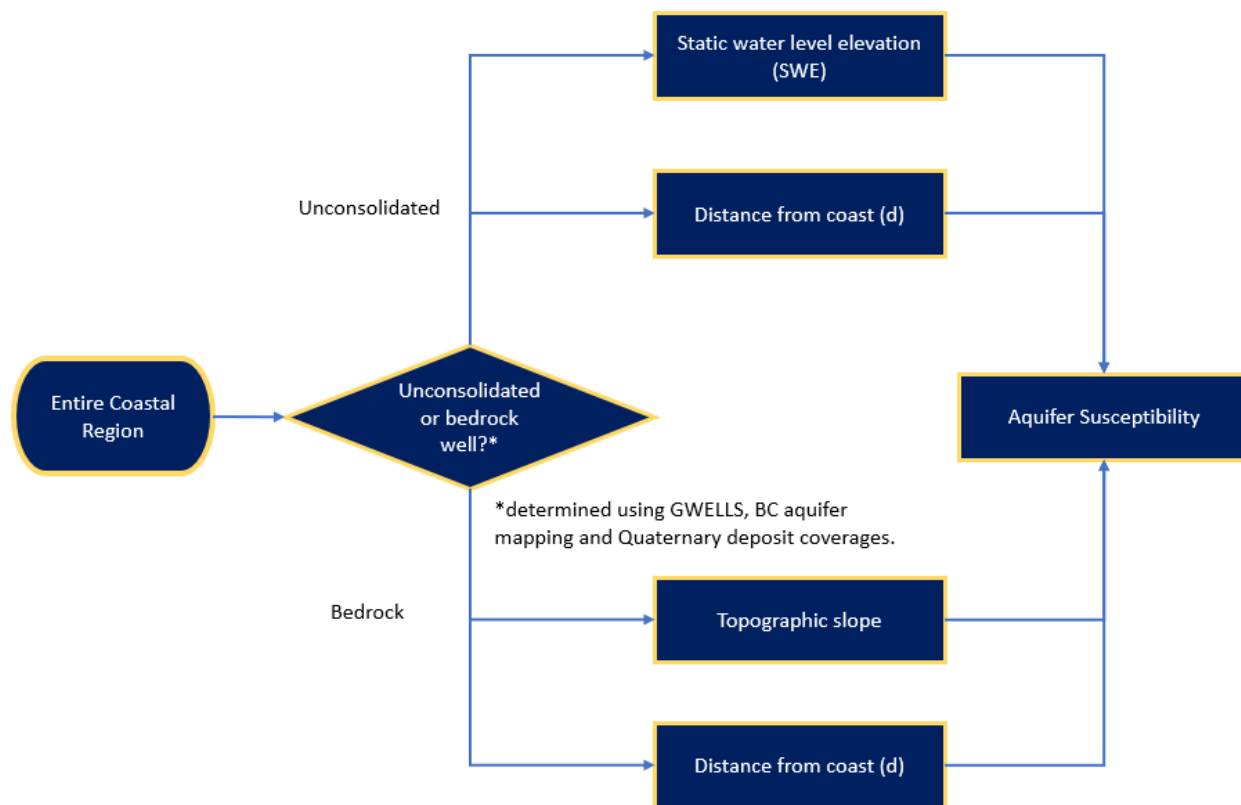 Static water level elevation
(SWE)
Unconsolidated
Distance from coast (d)
Entire Coastal
Region
Unconsolidated
or bedrock
well?*
Aquifer Susceptibility
*determined using GWELLS, BC aquifer
mapping and Quaternary deposit coverages.
Bedrock
Topographic slope
Distance from coast (d)